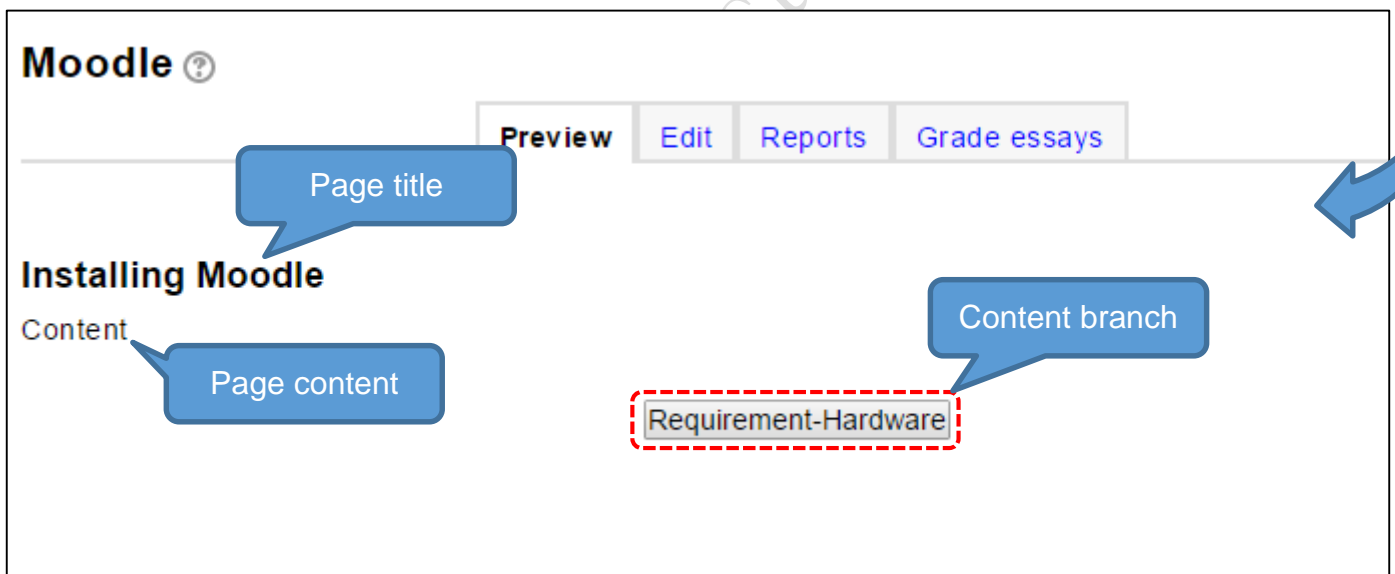 Moodle
Preview Edit Reports Grade essays
Page title
Installing Moodle
Content branch
Content
Page content
Requirement-Hardware